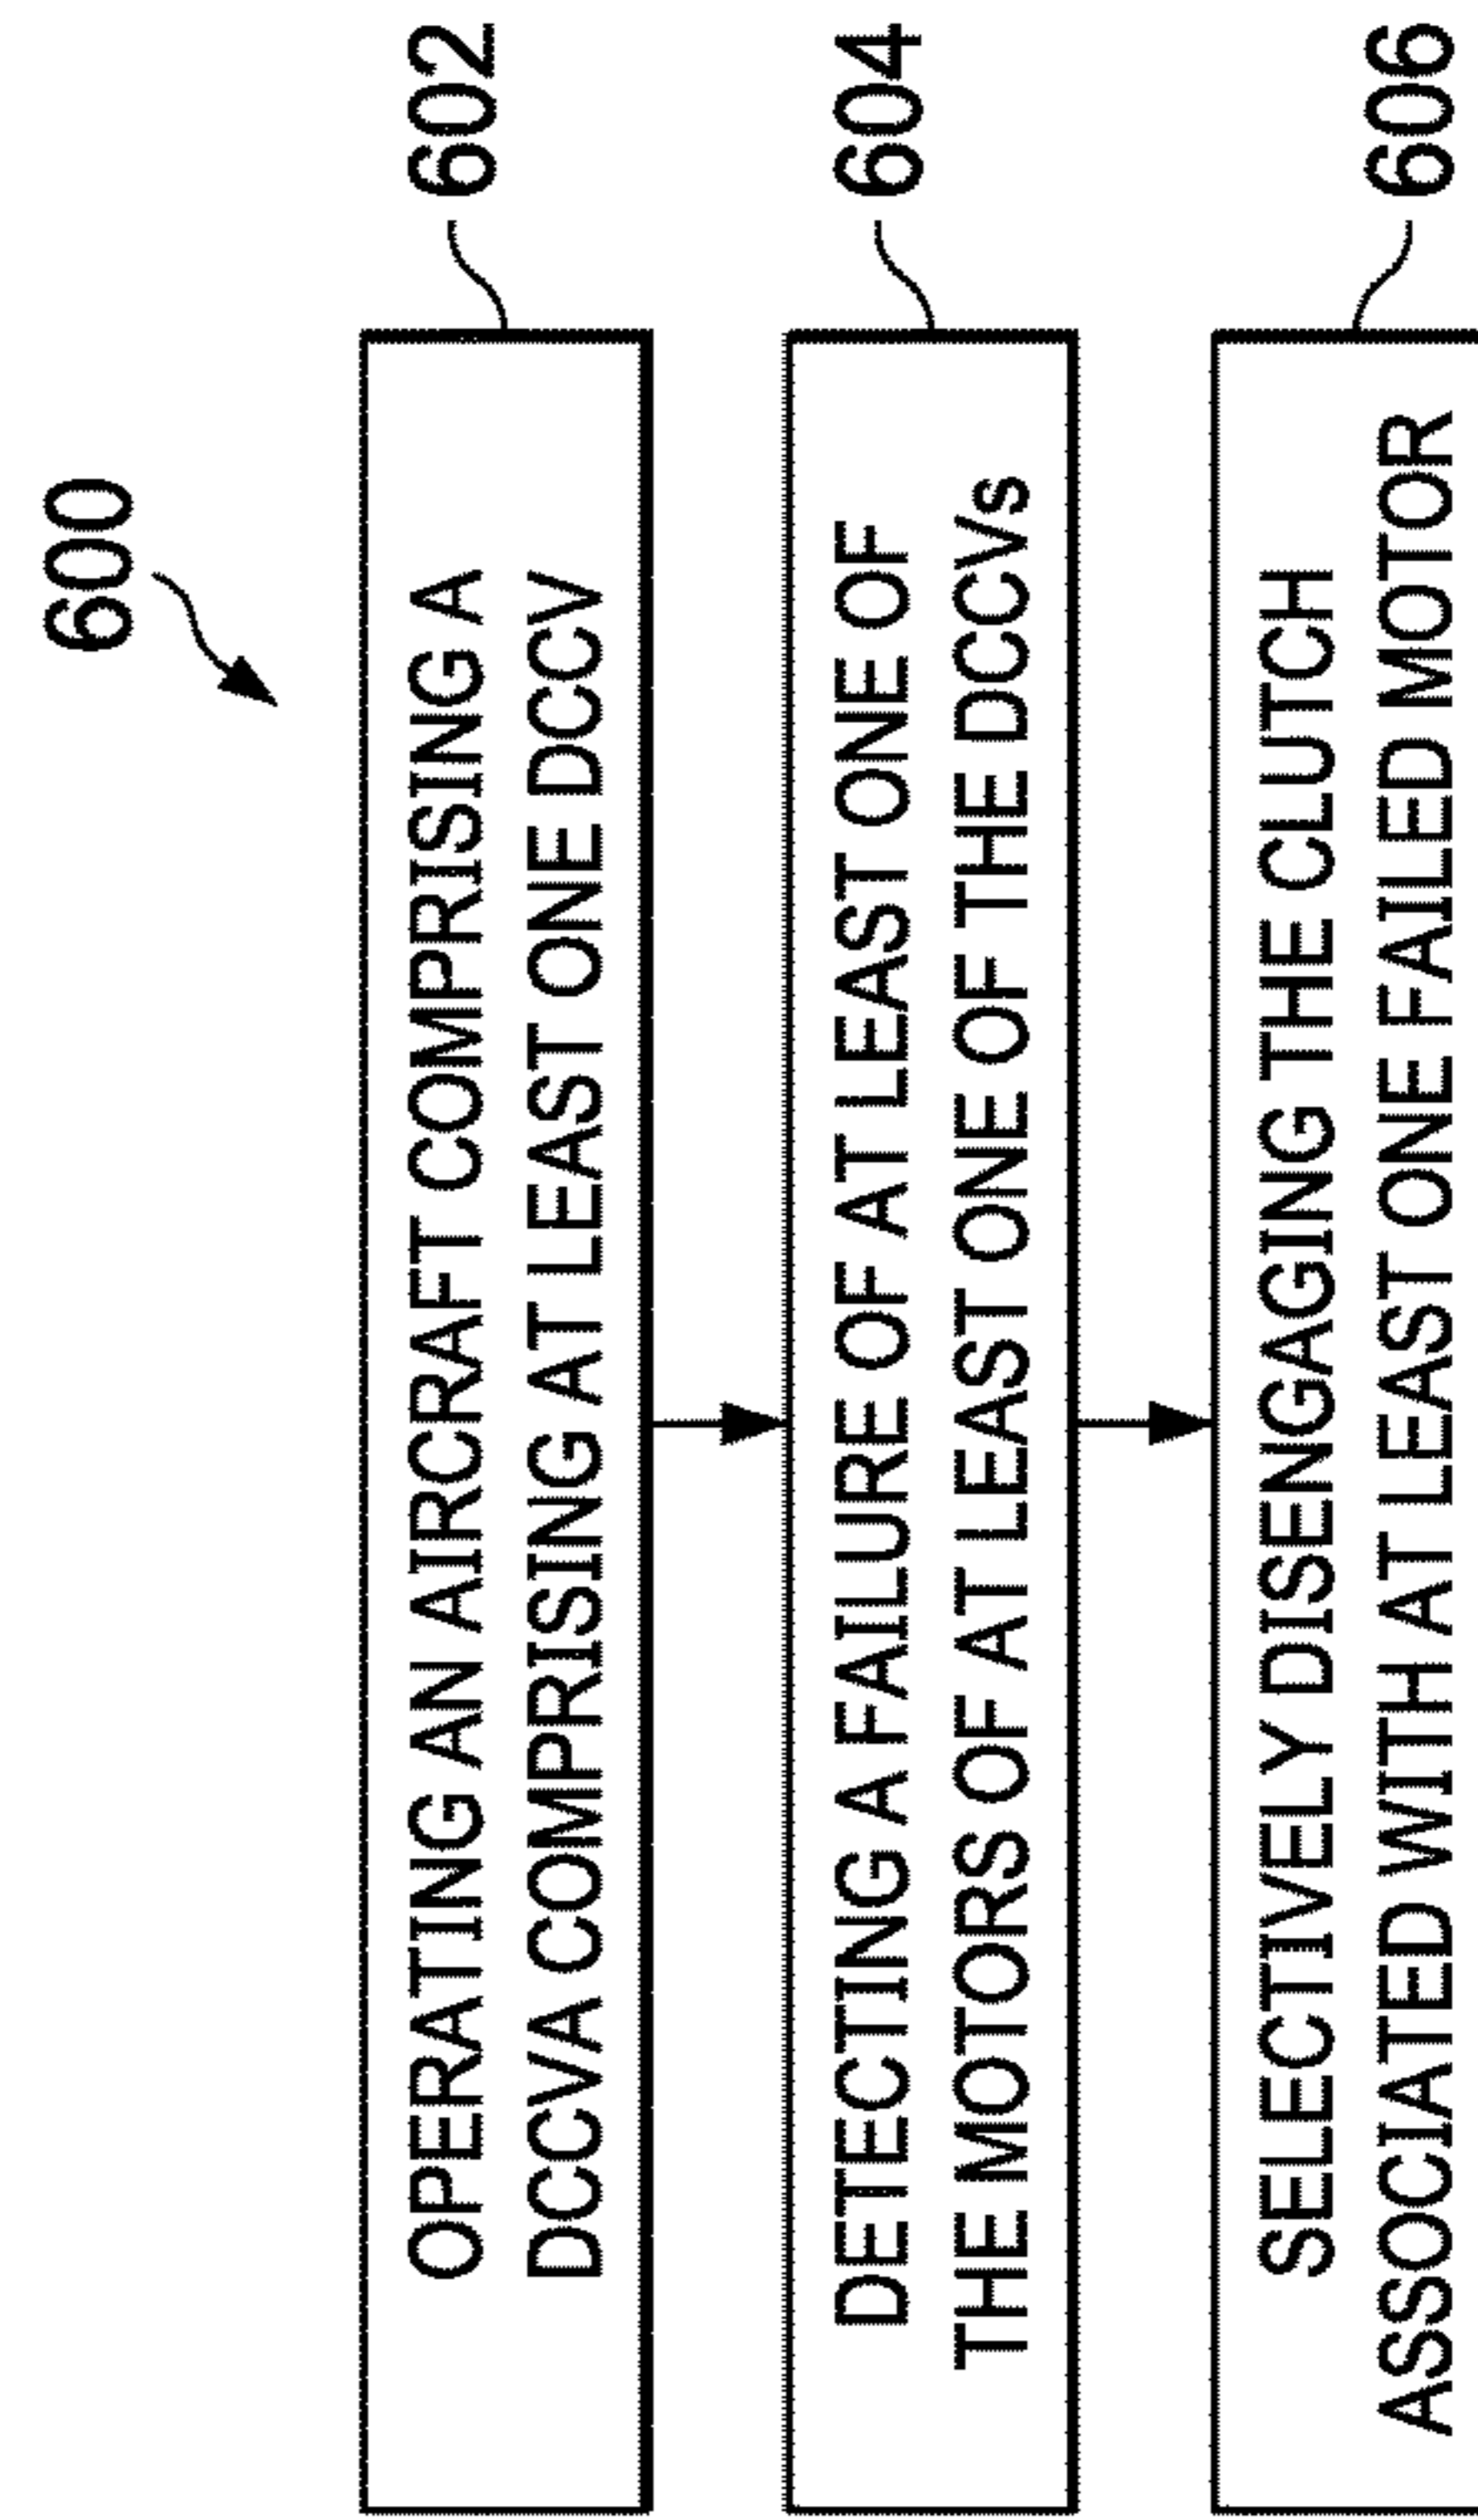 600
OPERATING AN AIRCRAFT COMPRISING A
DCCVA COMPRISING AT LEAST ONE DCCV
602
DETECTING A FAILURE OF AT LEAST ONE OF
THE MOTORS OF AT LEAST ONE OF THE DCCVs
604
SELECTIVELY DISENGAGING THE CLUTCH
ASSOCIATED WITH AT LEAST ONE FAILED MOTOR
606